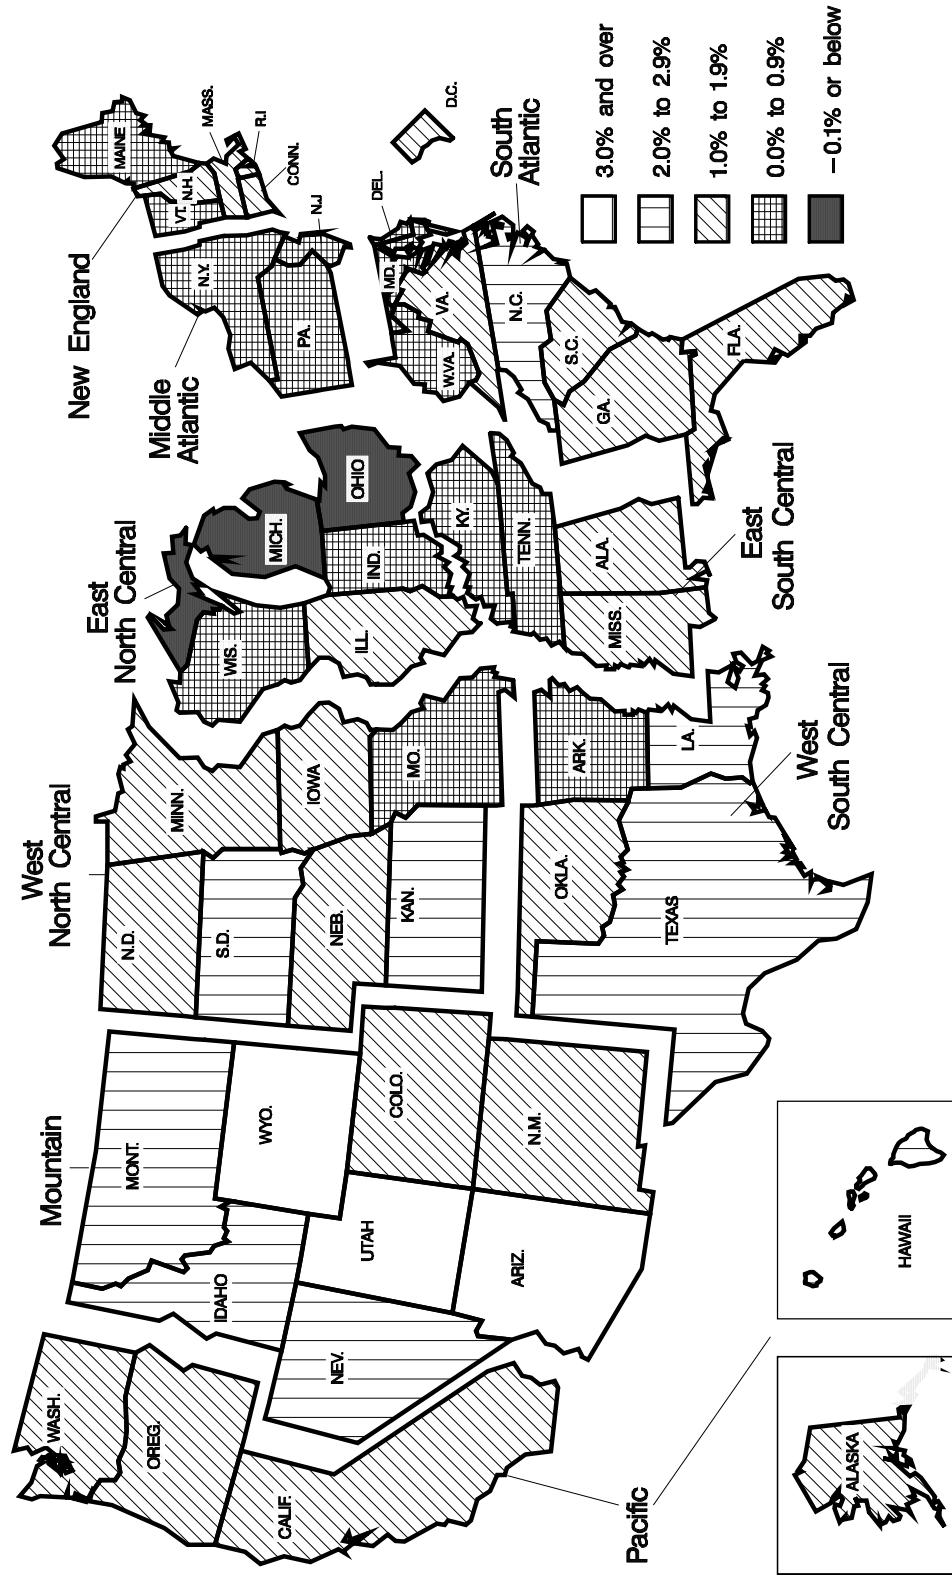 New England
Middle
Atlantic
East
North Central
West
North Central
Mountain
Pacific
South
Atlantic
East
South Central
West
South Central
MAINE
VT.
N.H.
MASS.
R.I
CONN.
N.Y.
N.J
PA.
DEL.
MD.
D.C.
VA.
W.VA.
N.C.
S.C.
GA.
FLA.
OHIO
MICH.
IND.
WIS.
ILL.
KY.
TENN.
ALA.
MISS.
MINN.
IOWA
MO.
N.D.
S.D.
NEB.
KAN.
ARK.
LA.
OKLA.
TEXAS
MONT.
WYO.
COLO.
N.M.
IDAHO
UTAH
ARIZ.
NEV.
WASH.
OREG.
CALIF.
ALASKA
HAWAII
3.0% and over
2.0% to 2.9%
1.0% to 1.9%
0.0% to 0.9%
−0.1% or below